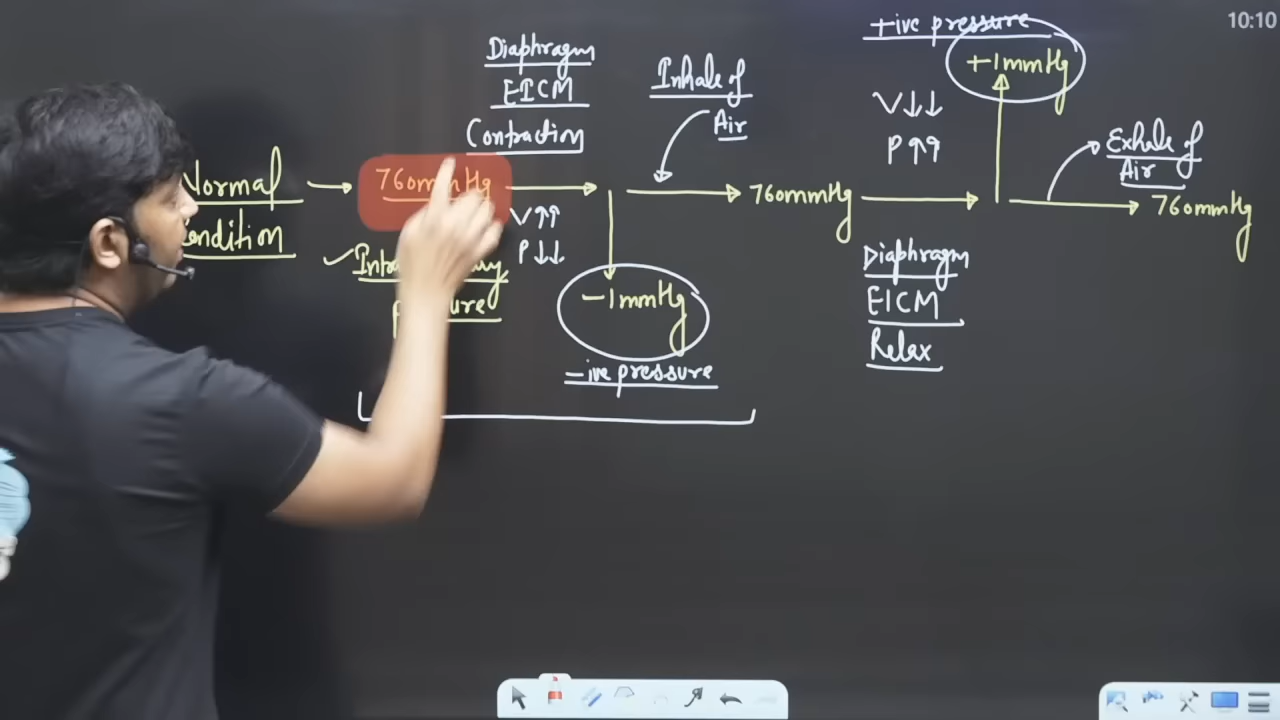 Normal
Condition
760mmHg
Diaphragm
EICM
Contraction
V↑↑
P↓↓
-1mmHg
-ive pressure
Inhale of
Air
760mmHg
V↓↓
P↑↑
Diaphragm
EICM
Relax
+ive pressure
+1mmHg
Exhale of
Air
760mmHg
10:10